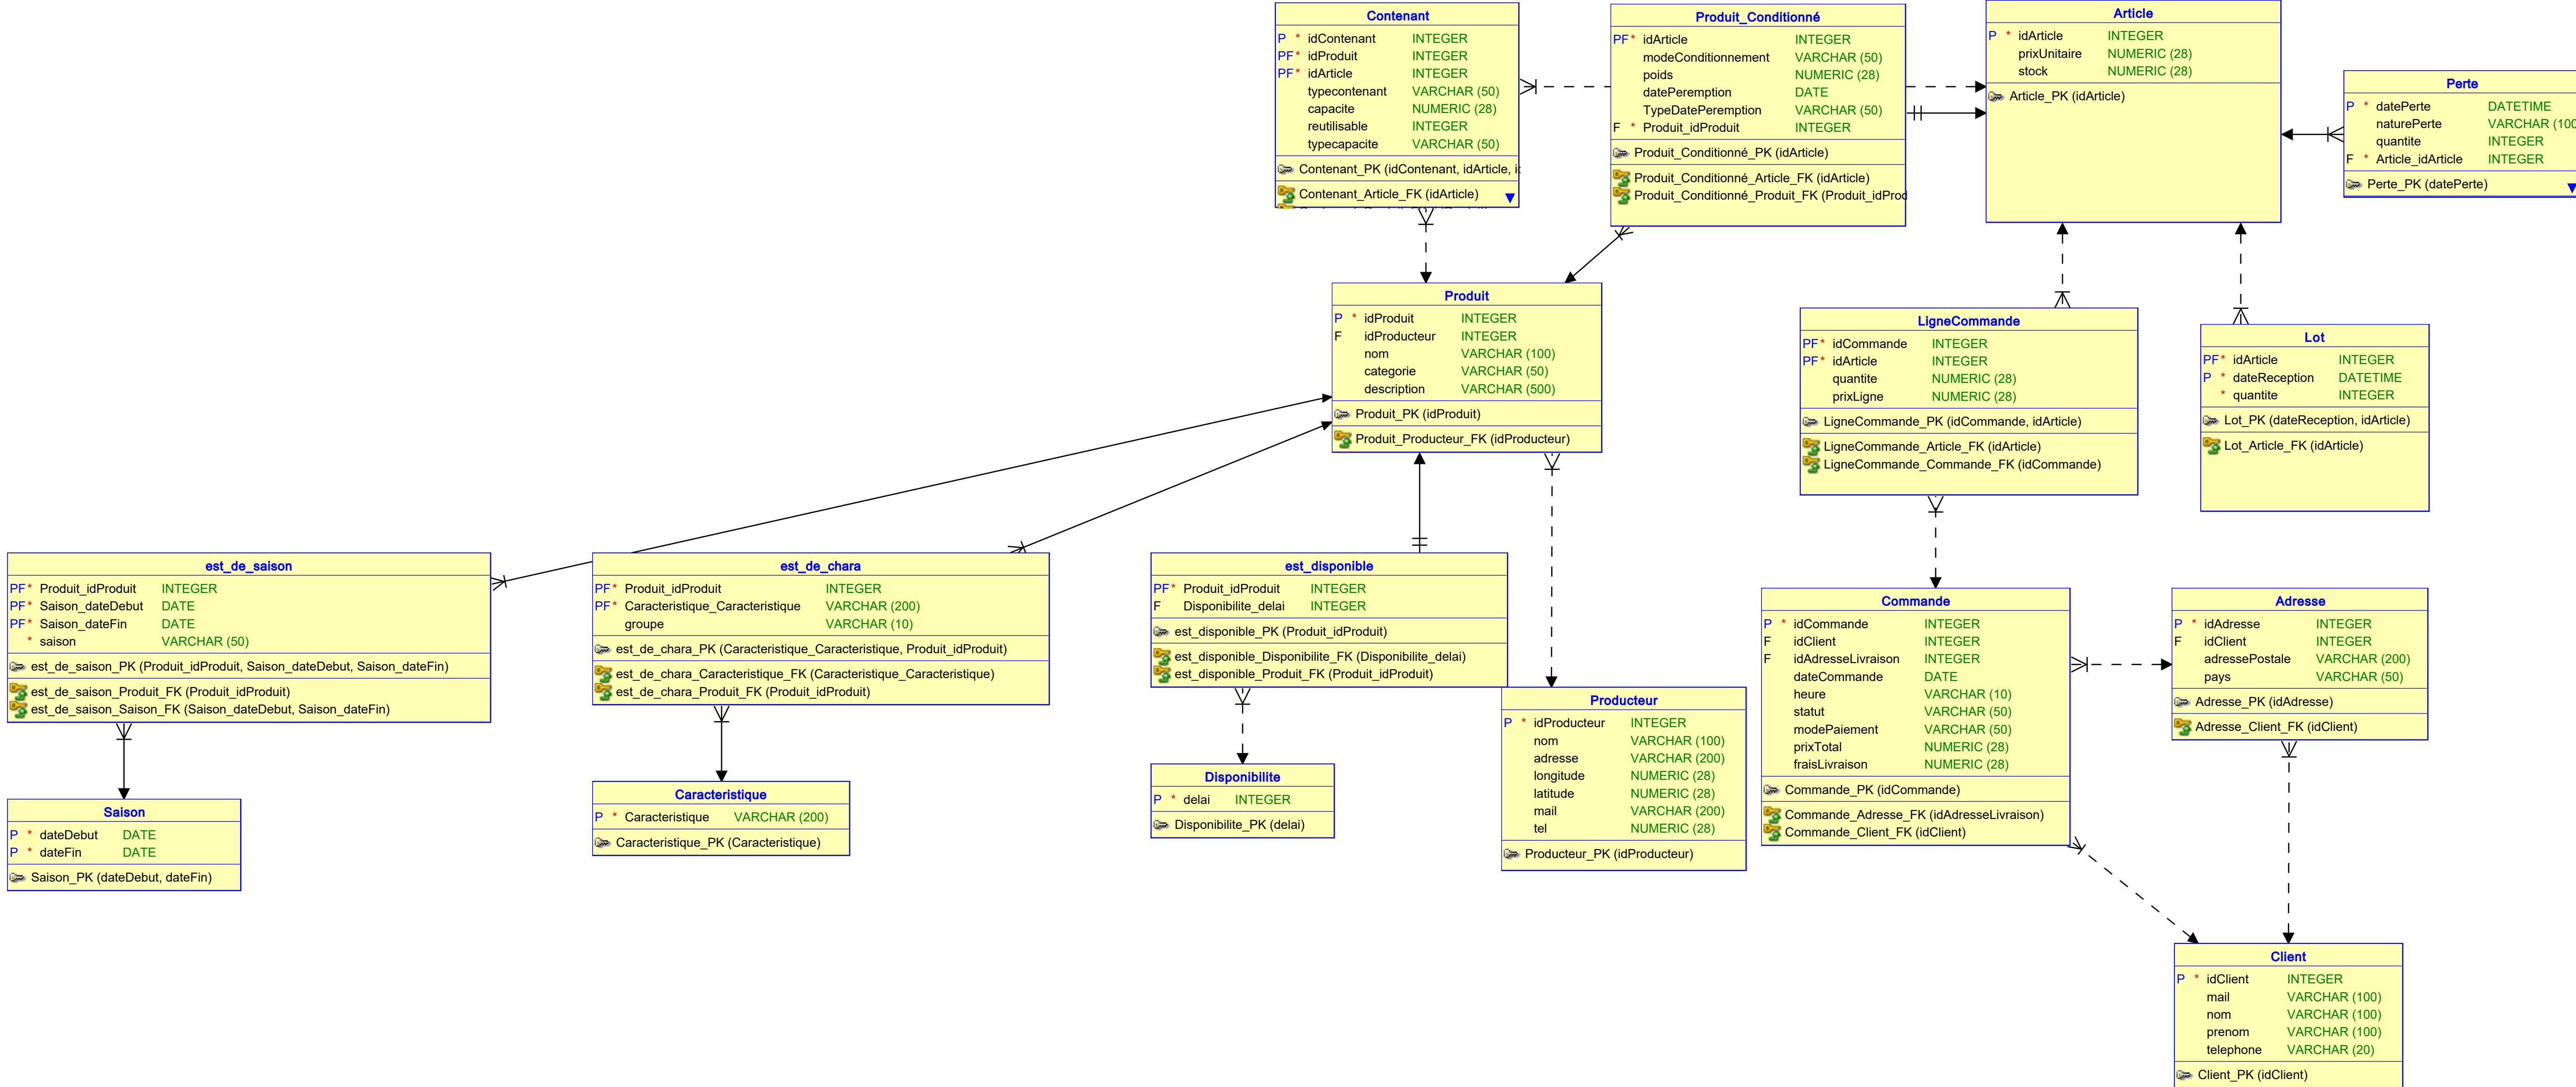 Contenant
P * idContenant INTEGER
PF* idProduit INTEGER
PF* idArticle INTEGER
typecontenant VARCHAR (50)
capacite NUMERIC (28)
reutilisable INTEGER
typecapacite VARCHAR (50)
Contenant_PK (idContenant, idArticle, i
Contenant_Article_FK (idArticle)
Produit_Conditionné
PF* idArticle INTEGER
modeConditionnement VARCHAR (50)
poids NUMERIC (28)
datePeremption DATE
TypeDatePeremption VARCHAR (50)
F * Produit_idProduit INTEGER
Produit_Conditionné_PK (idArticle)
Produit_Conditionné_Article_FK (idArticle)
Produit_Conditionné_Produit_FK (Produit_idProd
Article
P * idArticle INTEGER
prixUnitaire NUMERIC (28)
stock NUMERIC (28)
Article_PK (idArticle)
Perte
P * datePerte DATETIME
naturePerte VARCHAR (100
quantite INTEGER
F * Article_idArticle INTEGER
Perte_PK (datePerte)
Produit
P * idProduit INTEGER
F idProducteur INTEGER
nom VARCHAR (100)
categorie VARCHAR (50)
description VARCHAR (500)
Produit_PK (idProduit)
Produit_Producteur_FK (idProducteur)
LigneCommande
PF* idCommande INTEGER
PF* idArticle INTEGER
quantite NUMERIC (28)
prixLigne NUMERIC (28)
LigneCommande_PK (idCommande, idArticle)
LigneCommande_Article_FK (idArticle)
LigneCommande_Commande_FK (idCommande)
Lot
PF* idArticle INTEGER
P * dateReception DATETIME
* quantite INTEGER
Lot_PK (dateReception, idArticle)
Lot_Article_FK (idArticle)
est_de_saison
PF* Produit_idProduit INTEGER
PF* Saison_dateDebut DATE
PF* Saison_dateFin DATE
* saison VARCHAR (50)
est_de_saison_PK (Produit_idProduit, Saison_dateDebut, Saison_dateFin)
est_de_saison_Produit_FK (Produit_idProduit)
est_de_saison_Saison_FK (Saison_dateDebut, Saison_dateFin)
est_de_chara
PF* Produit_idProduit INTEGER
PF* Caracteristique_Caracteristique VARCHAR (200)
groupe VARCHAR (10)
est_de_chara_PK (Caracteristique_Caracteristique, Produit_idProduit)
est_de_chara_Caracteristique_FK (Caracteristique_Caracteristique)
est_de_chara_Produit_FK (Produit_idProduit)
est_disponible
PF* Produit_idProduit INTEGER
F Disponibilite_delai INTEGER
est_disponible_PK (Produit_idProduit)
est_disponible_Disponibilite_FK (Disponibilite_delai)
est_disponible_Produit_FK (Produit_idProduit)
Producteur
P * idProducteur INTEGER
nom VARCHAR (100)
adresse VARCHAR (200)
longitude NUMERIC (28)
latitude NUMERIC (28)
mail VARCHAR (200)
tel NUMERIC (28)
Producteur_PK (idProducteur)
Commande
P * idCommande INTEGER
F idClient INTEGER
F idAdresseLivraison INTEGER
dateCommande DATE
heure VARCHAR (10)
statut VARCHAR (50)
modePaiement VARCHAR (50)
prixTotal NUMERIC (28)
fraisLivraison NUMERIC (28)
Commande_PK (idCommande)
Commande_Adresse_FK (idAdresseLivraison)
Commande_Client_FK (idClient)
Adresse
P * idAdresse INTEGER
F idClient INTEGER
adressePostale VARCHAR (200)
pays VARCHAR (50)
Adresse_PK (idAdresse)
Adresse_Client_FK (idClient)
Saison
P * dateDebut DATE
P * dateFin DATE
Saison_PK (dateDebut, dateFin)
Caracteristique
P * Caracteristique VARCHAR (200)
Caracteristique_PK (Caracteristique)
Disponibilite
P * delai INTEGER
Disponibilite_PK (delai)
Client
P * idClient INTEGER
mail VARCHAR (100)
nom VARCHAR (100)
prenom VARCHAR (100)
telephone VARCHAR (20)
Client_PK (idClient)